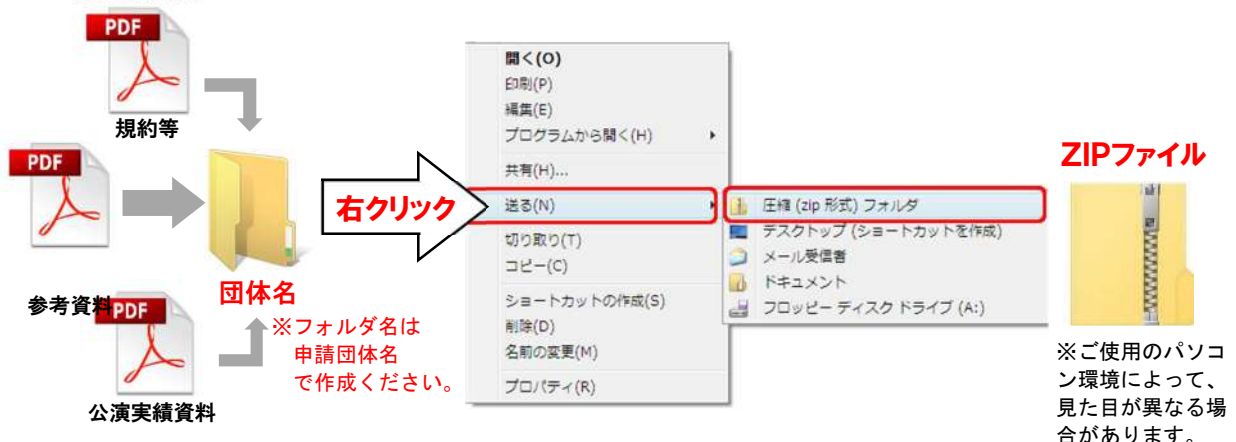 PDF
規約等
PDF
参考資料
PDF
公演実績資料
団体名
※フォルダ名は
申請団体名
で作成ください。
右クリック
開く(O)
印刷(P)
編集(E)
プログラムから開く(H)
共有(H)...
送る(N)
切り取り(T)
コピー(C)
ショートカットの作成(S)
削除(D)
名前の変更(M)
プロパティ(R)
圧縮 (zip 形式) フォルダ
デスクトップ (ショートカットを作成)
メール受信者
ドキュメント
フロッピー ディスク ドライブ (A:)
ZIPファイル
※ご使用のパソコ
ン環境によって、
見た目が異なる場
合があります。